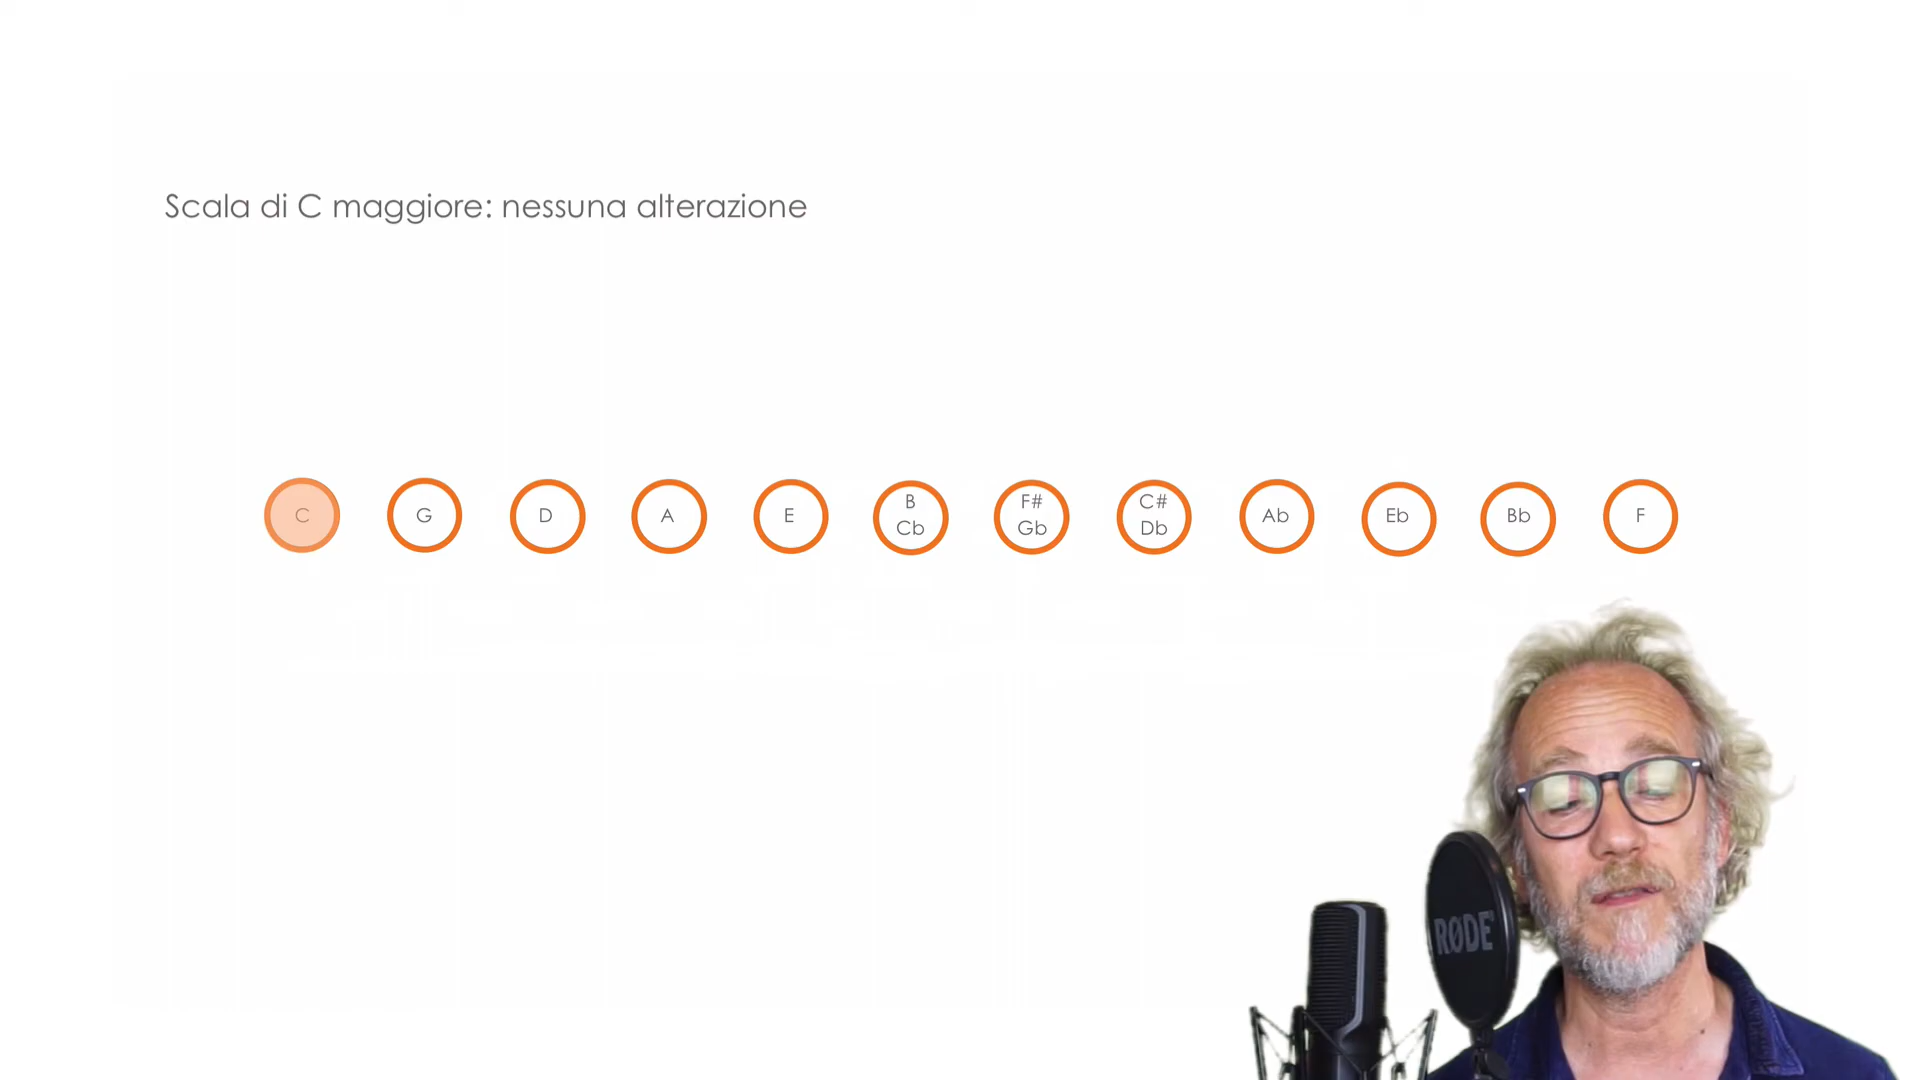 Scala di C maggiore: nessuna alterazione
C G D A E B F# C# Ab Eb Bb F
Cb Gb Db
RØDE